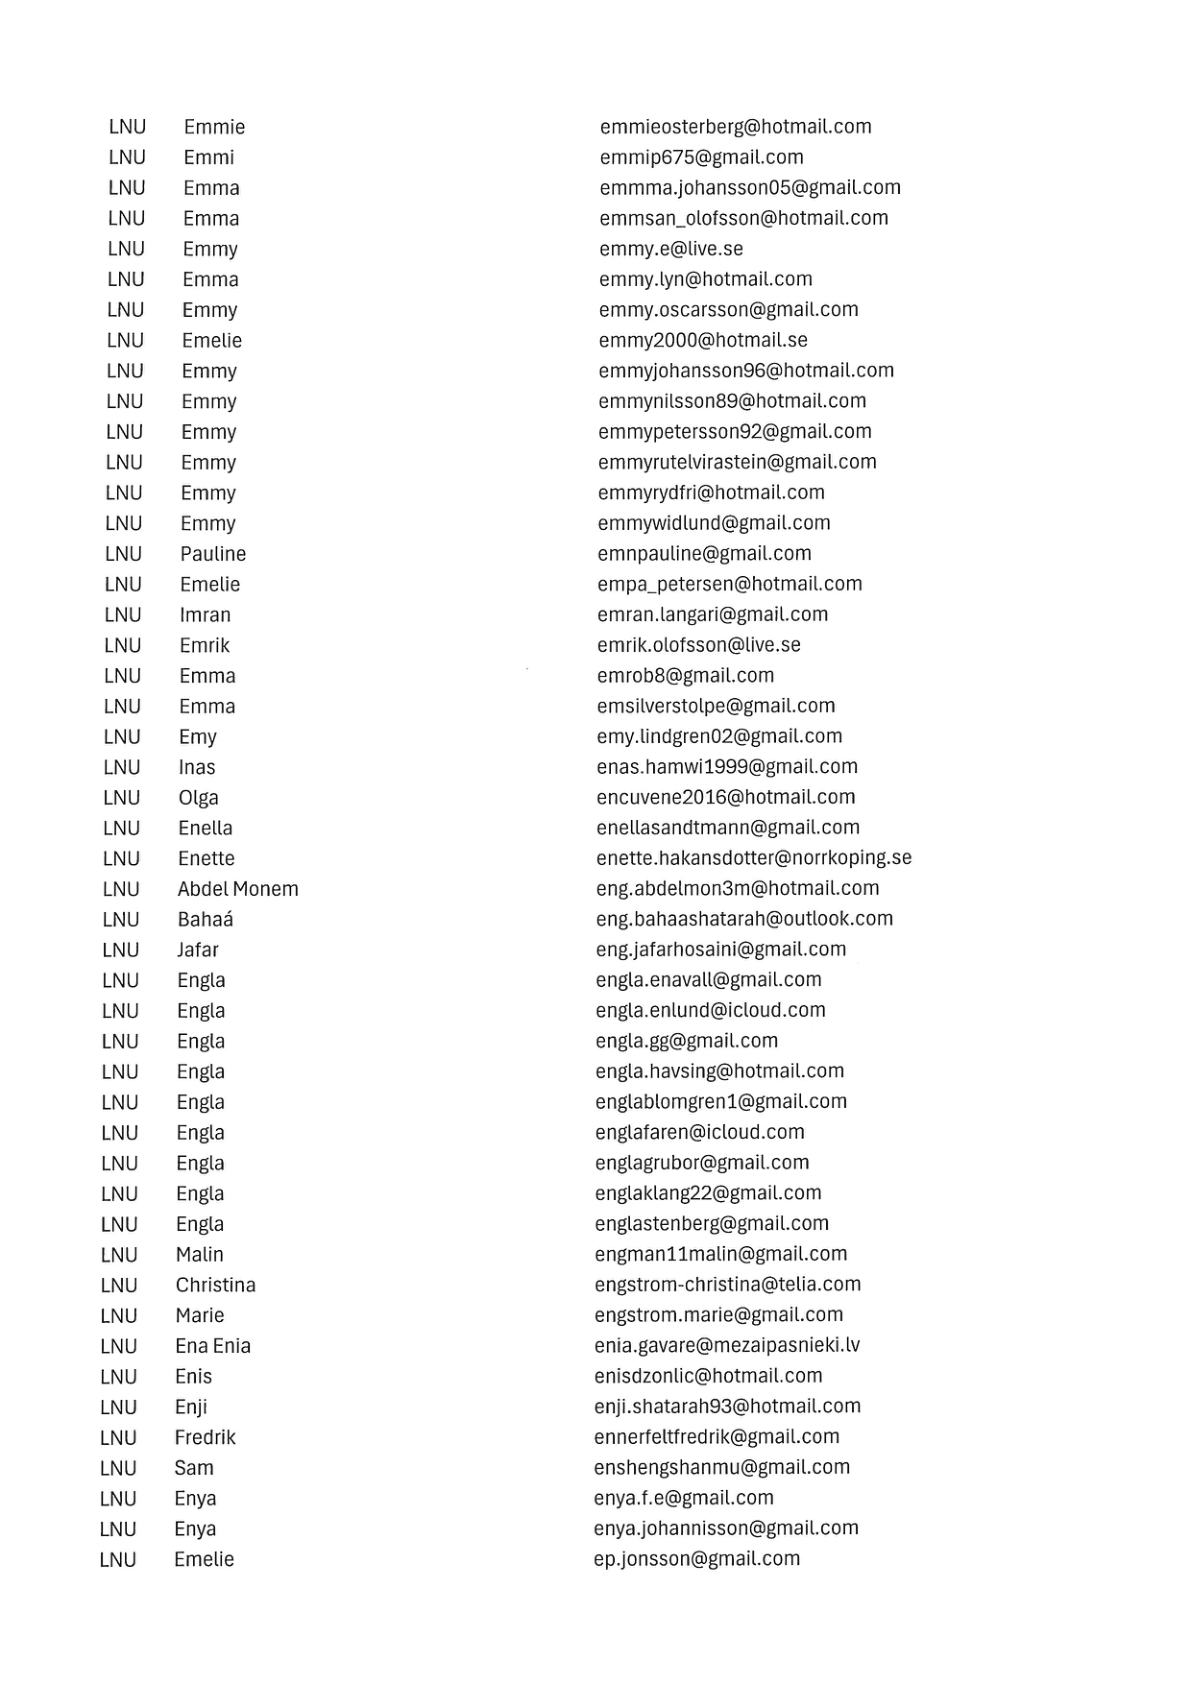 LNU Emmie emmieosterberg@hotmail.com
LNU Emmi emmip675@gmail.com
LNU Emma emmma.johansson05@gmail.com
LNU Emma emmsan_olofsson@hotmail.com
LNU Emmy emmy.e@live.se
LNU Emma emmy.lyn@hotmail.com
LNU Emmy emmy.oscarsson@gmail.com
LNU Emelie emmy2000@hotmail.se
LNU Emmy emmyjohansson96@hotmail.com
LNU Emmy emmynilsson89@hotmail.com
LNU Emmy emmypetersson92@gmail.com
LNU Emmy emmyrutelvirastein@gmail.com
LNU Emmy emmyrydfri@hotmail.com
LNU Emmy emmywidlund@gmail.com
LNU Pauline emnpauline@gmail.com
LNU Emelie empa_petersen@hotmail.com
LNU Imran emran.langari@gmail.com
LNU Emrik emrik.olofsson@live.se
LNU Emma emrob8@gmail.com
LNU Emma emsilverstolpe@gmail.com
LNU Emy emy.lindgren02@gmail.com
LNU Inas enas.hamwi1999@gmail.com
LNU Olga encuvene2016@hotmail.com
LNU Enella enellasandtmann@gmail.com
LNU Enette enette.hakansdotter@norrkoping.se
LNU Abdel Monem eng.abdelmon3m@hotmail.com
LNU Bahaá eng.bahaashatarah@outlook.com
LNU Jafar eng.jafarhosaini@gmail.com
LNU Engla engla.enavall@gmail.com
LNU Engla engla.enlund@icloud.com
LNU Engla engla.gg@gmail.com
LNU Engla engla.havsing@hotmail.com
LNU Engla englablomgren1@gmail.com
LNU Engla englafaren@icloud.com
LNU Engla englagrubor@gmail.com
LNU Engla englaklang22@gmail.com
LNU Engla englastenberg@gmail.com
LNU Malin engman11malin@gmail.com
LNU Christina engstrom-christina@telia.com
LNU Marie engstrom.marie@gmail.com
LNU Ena Enia enia.gavare@mezaipasnieki.lv
LNU Enis enisdzonlic@hotmail.com
LNU Enji enji.shatarah93@hotmail.com
LNU Fredrik ennerfeltfredrik@gmail.com
LNU Sam enshengshanmu@gmail.com
LNU Enya enya.f.e@gmail.com
LNU Enya enya.johannisson@gmail.com
LNU Emelie ep.jonsson@gmail.com